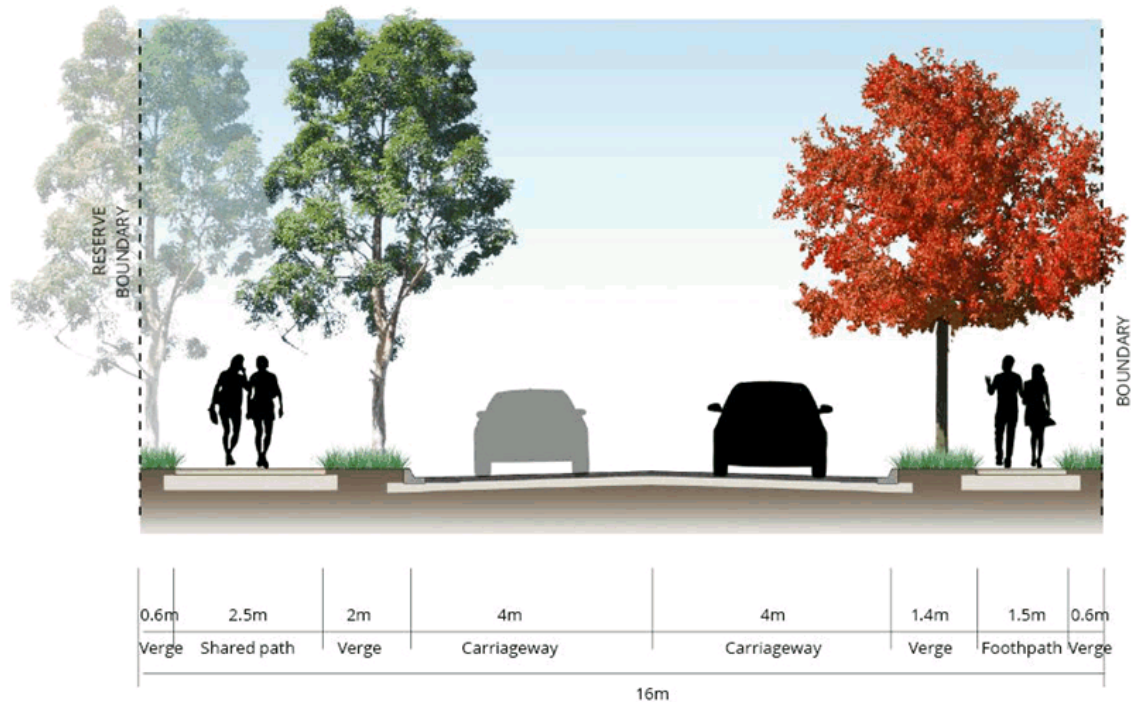 RESERVE
BOUNDARY
BOUNDARY
0.6m 2.5m 2m 4m 4m 1.4m 1.5m 0.6m
Verge Shared path Verge Carriageway Carriageway Verge Footpath Verge
16m